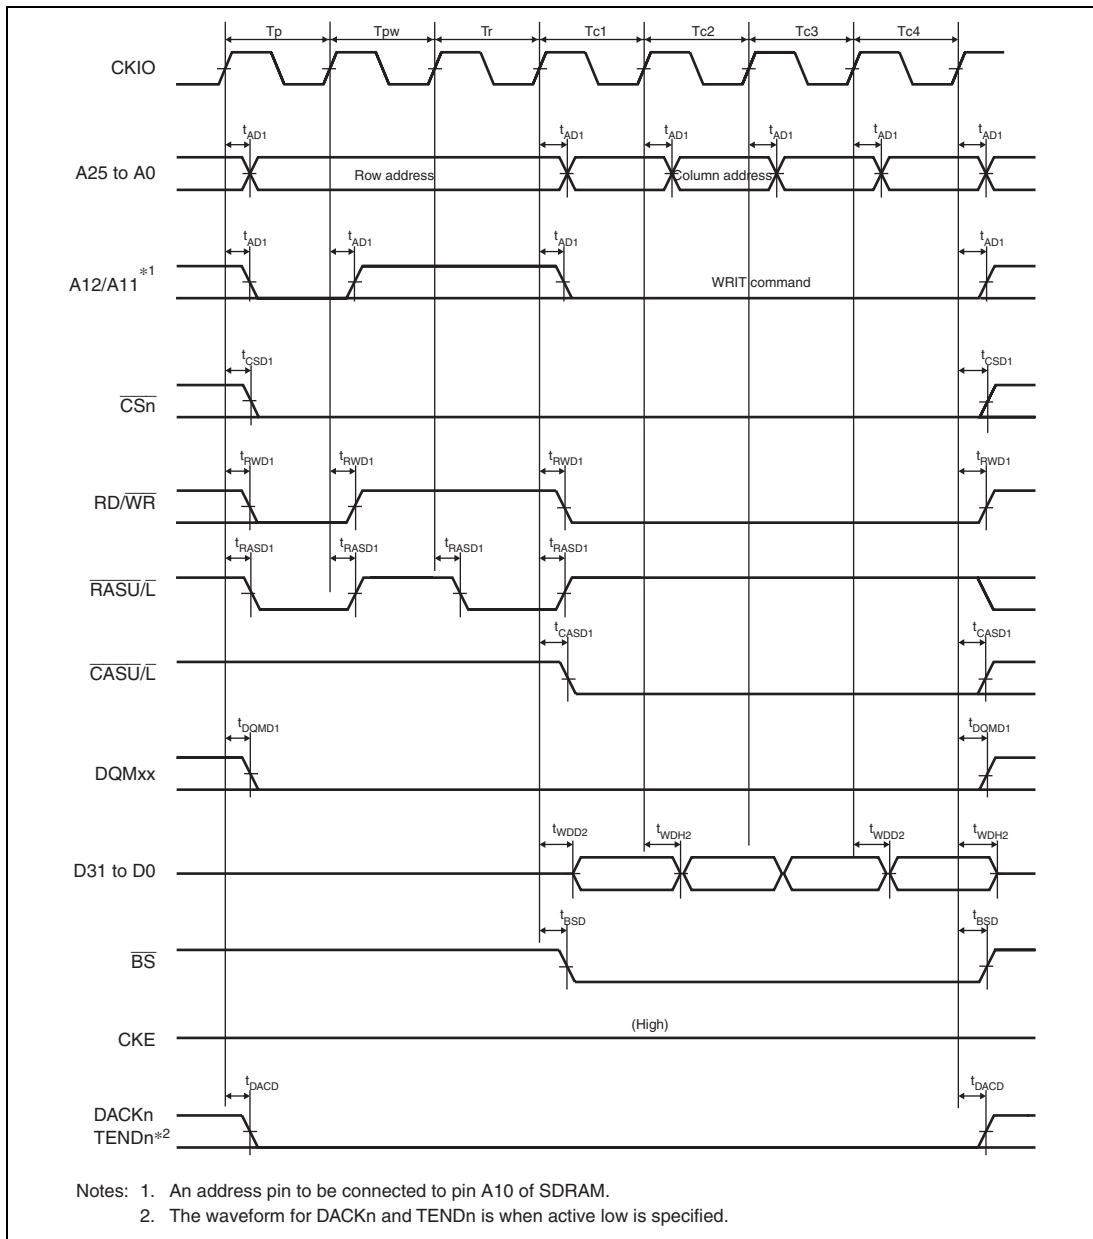 Tp Tpw Tr Tc1 Tc2 Tc3 Tc4
CKIO
tAD1 tAD1 tAD1 tAD1 tAD1 tAD1
A25 to A0 Row address Column address
tAD1 tAD1 tAD1 tAD1
A12/A11*1 WRIT command
tCSD1 tCSD1
CSn
tRWD1 tRWD1 tRWD1 tRWD1
RD/WR
tRASD1 tRASD1 tRASD1 tRASD1
RASU/L
tCASD1 tCASD1
CASU/L
tDQMD1 tDQMD1
DQMxx
tWDD2 tWDH2 tWDD2 tWDH2
D31 to D0
tBSD tBSD
BS
(High)
CKE
tDACD tDACD
DACKn
TENDn*2
Notes: 1. An address pin to be connected to pin A10 of SDRAM.
2. The waveform for DACKn and TENDn is when active low is specified.